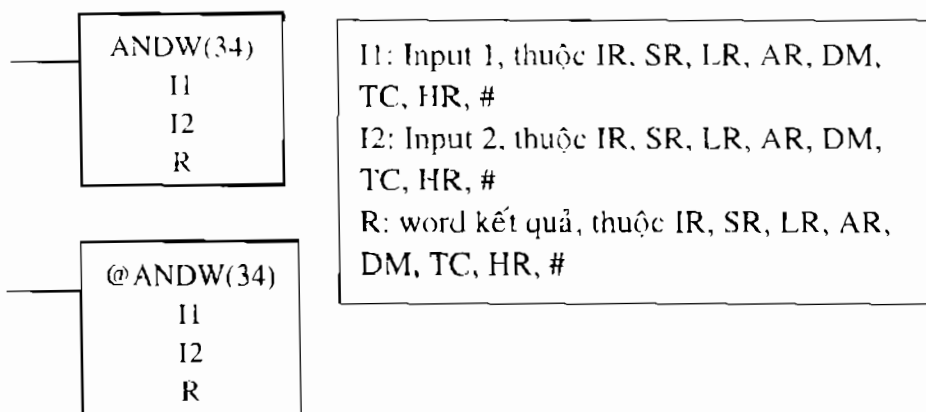 ANDW(34)
I1
I2
R
I1: Input 1, thuộc IR, SR, LR, AR, DM,
TC, HR, #
I2: Input 2, thuộc IR, SR, LR, AR, DM,
TC, HR, #
R: word kết quả, thuộc IR, SR, LR, AR,
DM, TC, HR, #
@ANDW(34)
I1
I2
R